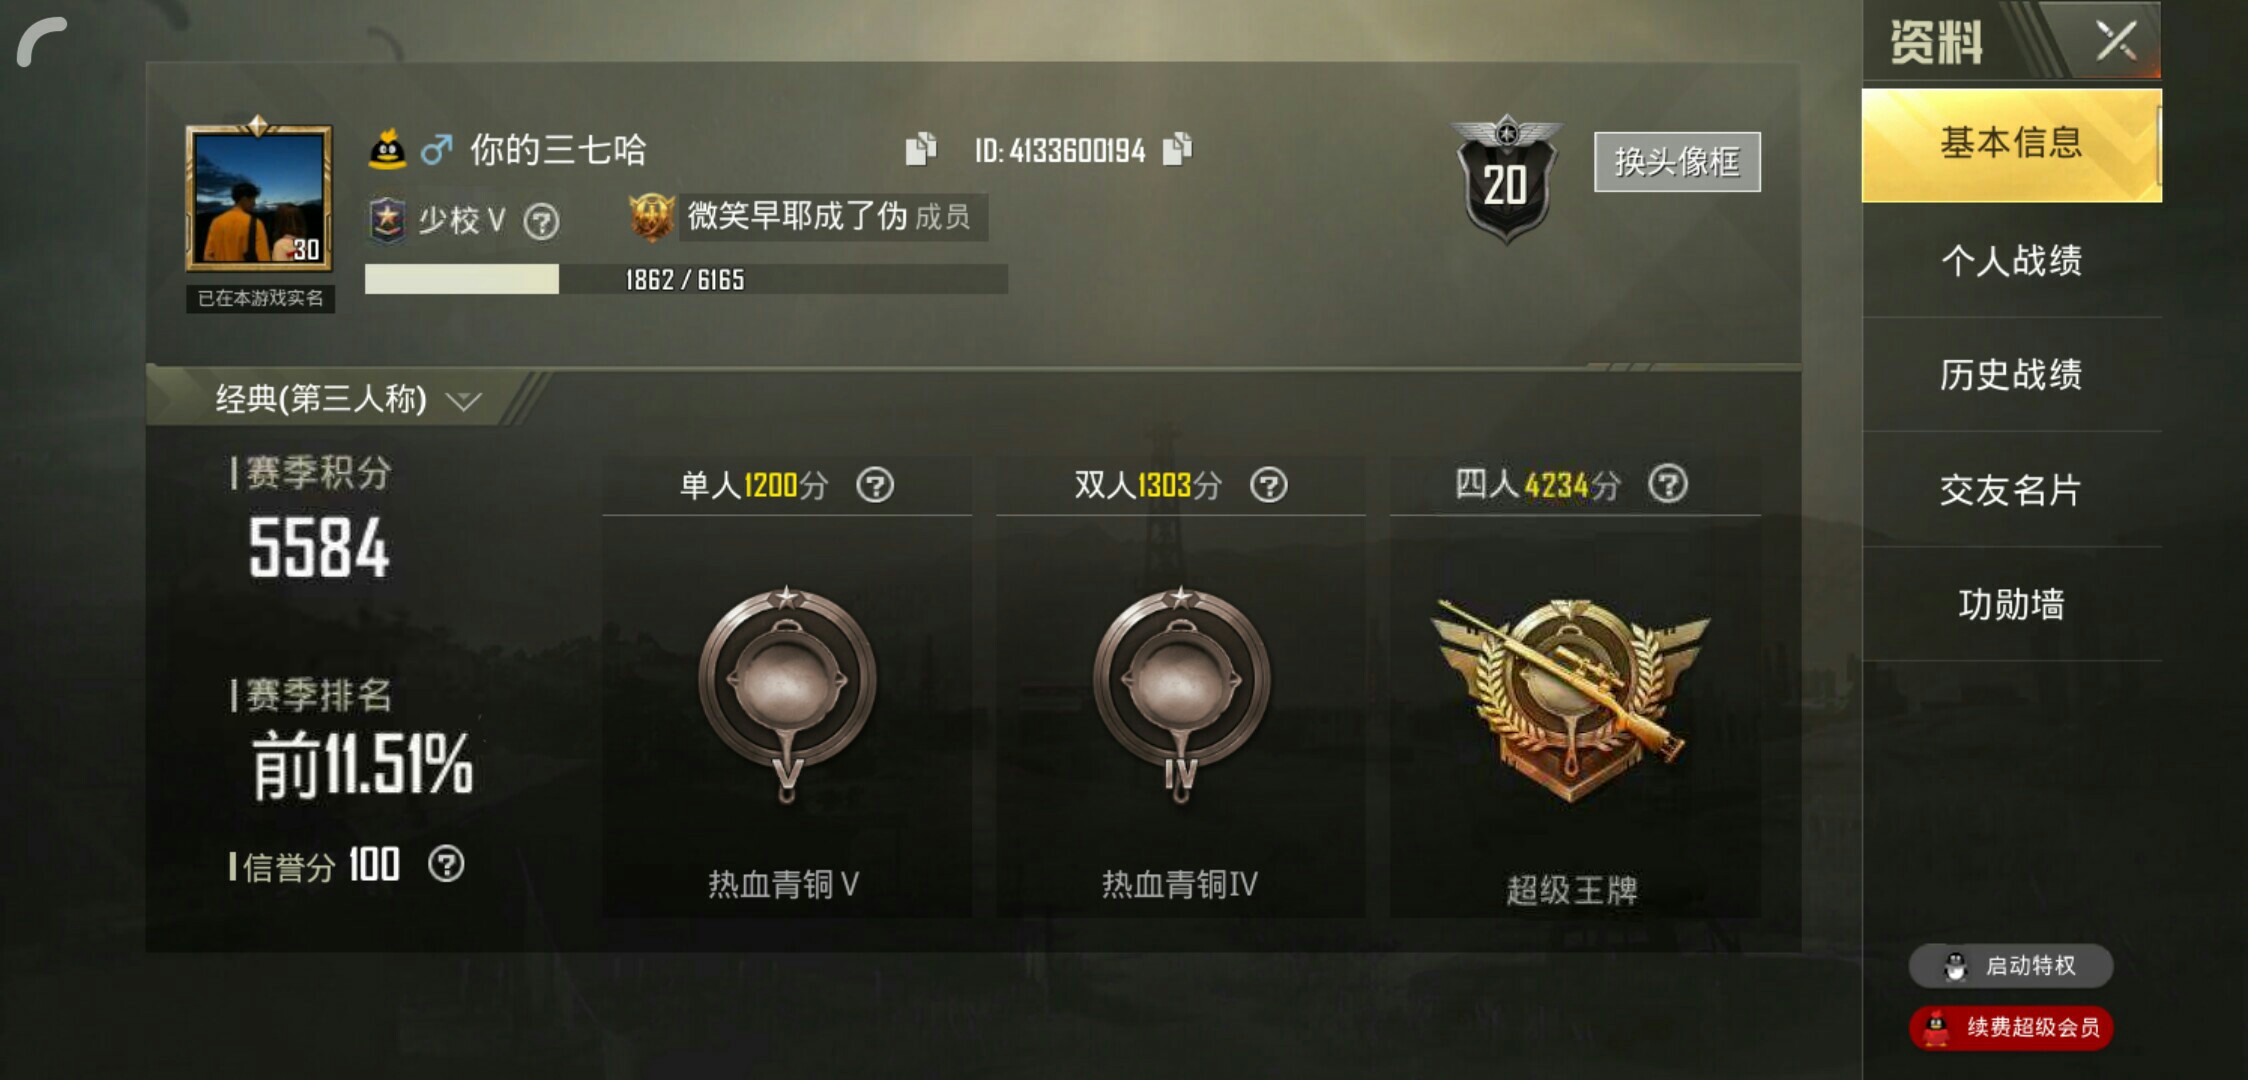 资料
你的三七哈
ID: 4133600194
20
换头像框
少校 V
微笑早耶成了伪 成员
30
1862 / 6165
已在本游戏实名
经典(第三人称)
赛季积分
5584
赛季排名
前11.51%
信誉分 100
单人1200分
V
热血青铜 V
双人1303分
IV
热血青铜IV
四人4234分
超级王牌
基本信息
个人战绩
历史战绩
交友名片
功勋墙
启动特权
续费超级会员